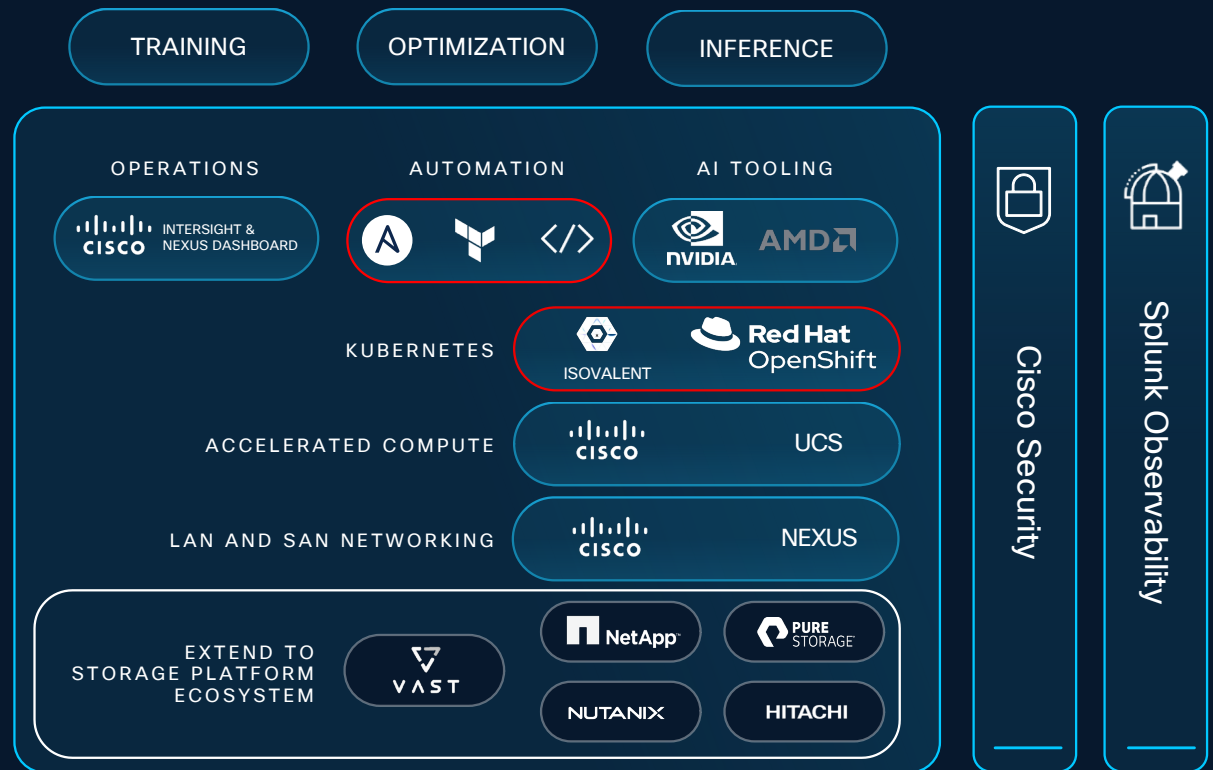 TRAINING
OPTIMIZATION
INFERENCE
OPERATIONS
AUTOMATION
AI TOOLING
CISCO
INTERSIGHT &
NEXUS DASHBOARD
A
</>
NVIDIA
AMD
KUBERNETES
ISOVALENT
Red Hat
OpenShift
ACCELERATED COMPUTE
CISCO
UCS
LAN AND SAN NETWORKING
CISCO
NEXUS
EXTEND TO
STORAGE PLATFORM
ECOSYSTEM
VAST
NetApp
PURE
STORAGE
NUTANIX
HITACHI
Cisco Security
Splunk Observability